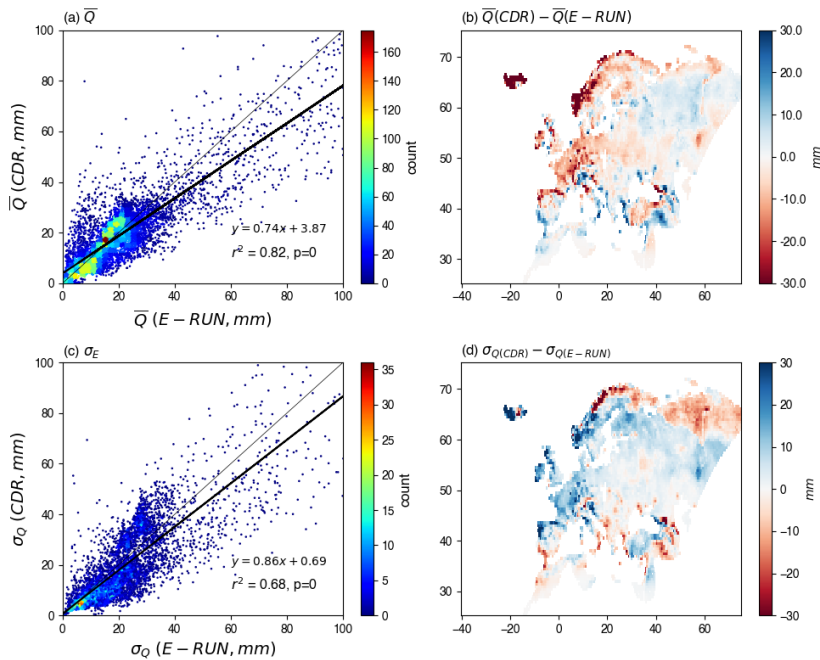 (a) Q̅
100
80
60
40
20
0
Q̅ (CDR, mm)
0 20 40 60 80 100
Q̅ (E − RUN, mm)
y = 0.74x + 3.87
r² = 0.82, p=0
160
140
120
100
80
60
40
20
0
count
(b) Q̅(CDR) − Q̅(E − RUN)
70
60
50
40
30
-40 -20 0 20 40 60
30.0
20.0
10.0
0.0
-10.0
-20.0
-30.0
mm
(c) σ_E
100
80
60
40
20
0
σ_Q (CDR, mm)
0 20 40 60 80 100
σ_Q (E − RUN, mm)
y = 0.86x + 0.69
r² = 0.68, p=0
35
30
25
20
15
10
5
0
count
(d) σ_Q(CDR) − σ_Q(E−RUN)
70
60
50
40
30
-40 -20 0 20 40 60
30
20
10
0
-10
-20
-30
mm